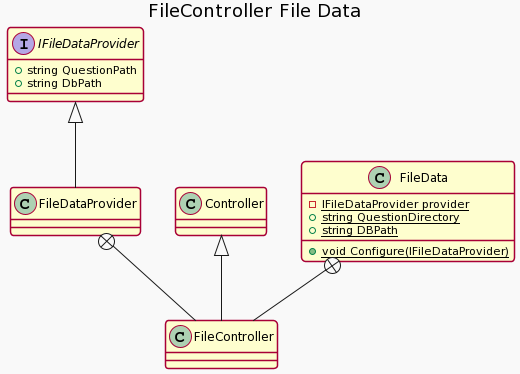 FileController File Data
I IFileDataProvider
string QuestionPath
string DbPath
C FileDataProvider
C Controller
C FileData
IFileDataProvider provider
string QuestionDirectory
string DBPath
void Configure(IFileDataProvider)
C FileController